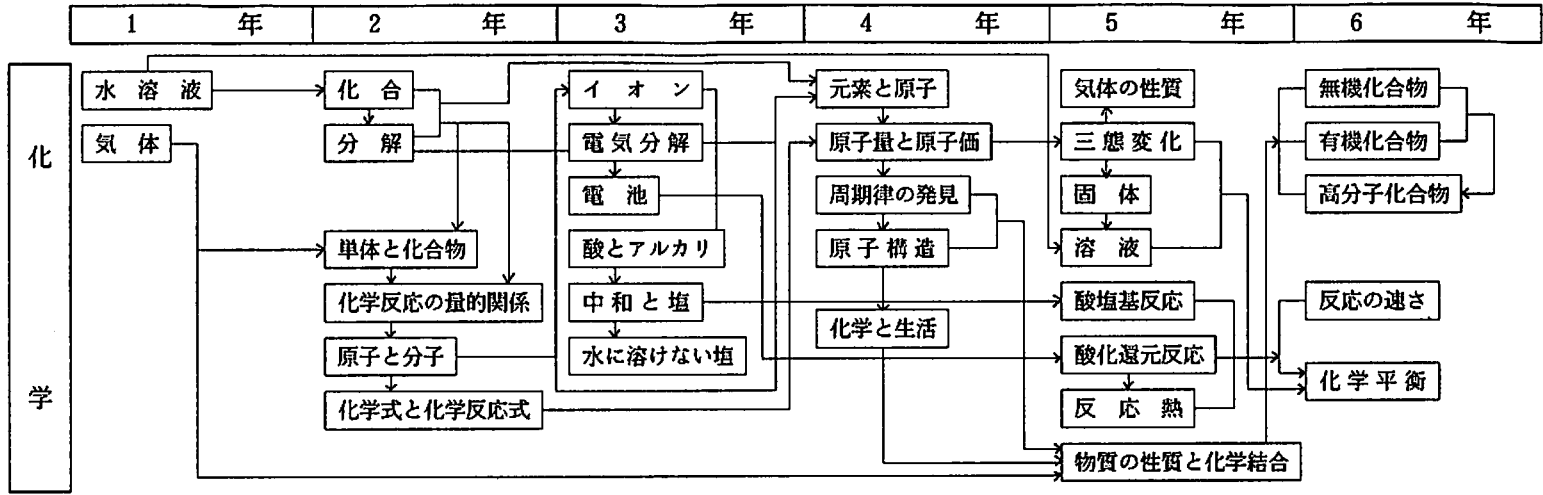 1 年 2 年 3 年 4 年 5 年 6 年
化学
水溶液
気体
化合
分解
単体と化合物
化学反応の量的関係
原子と分子
化学式と化学反応式
イオン
電気分解
電池
酸とアルカリ
中和と塩
水に溶けない塩
元素と原子
原子量と原子価
周期律の発見
原子構造
化学と生活
気体の性質
三態変化
固体
溶液
酸塩基反応
酸化還元反応
反応熱
物質の性質と化学結合
無機化合物
有機化合物
高分子化合物
反応の速さ
化学平衡